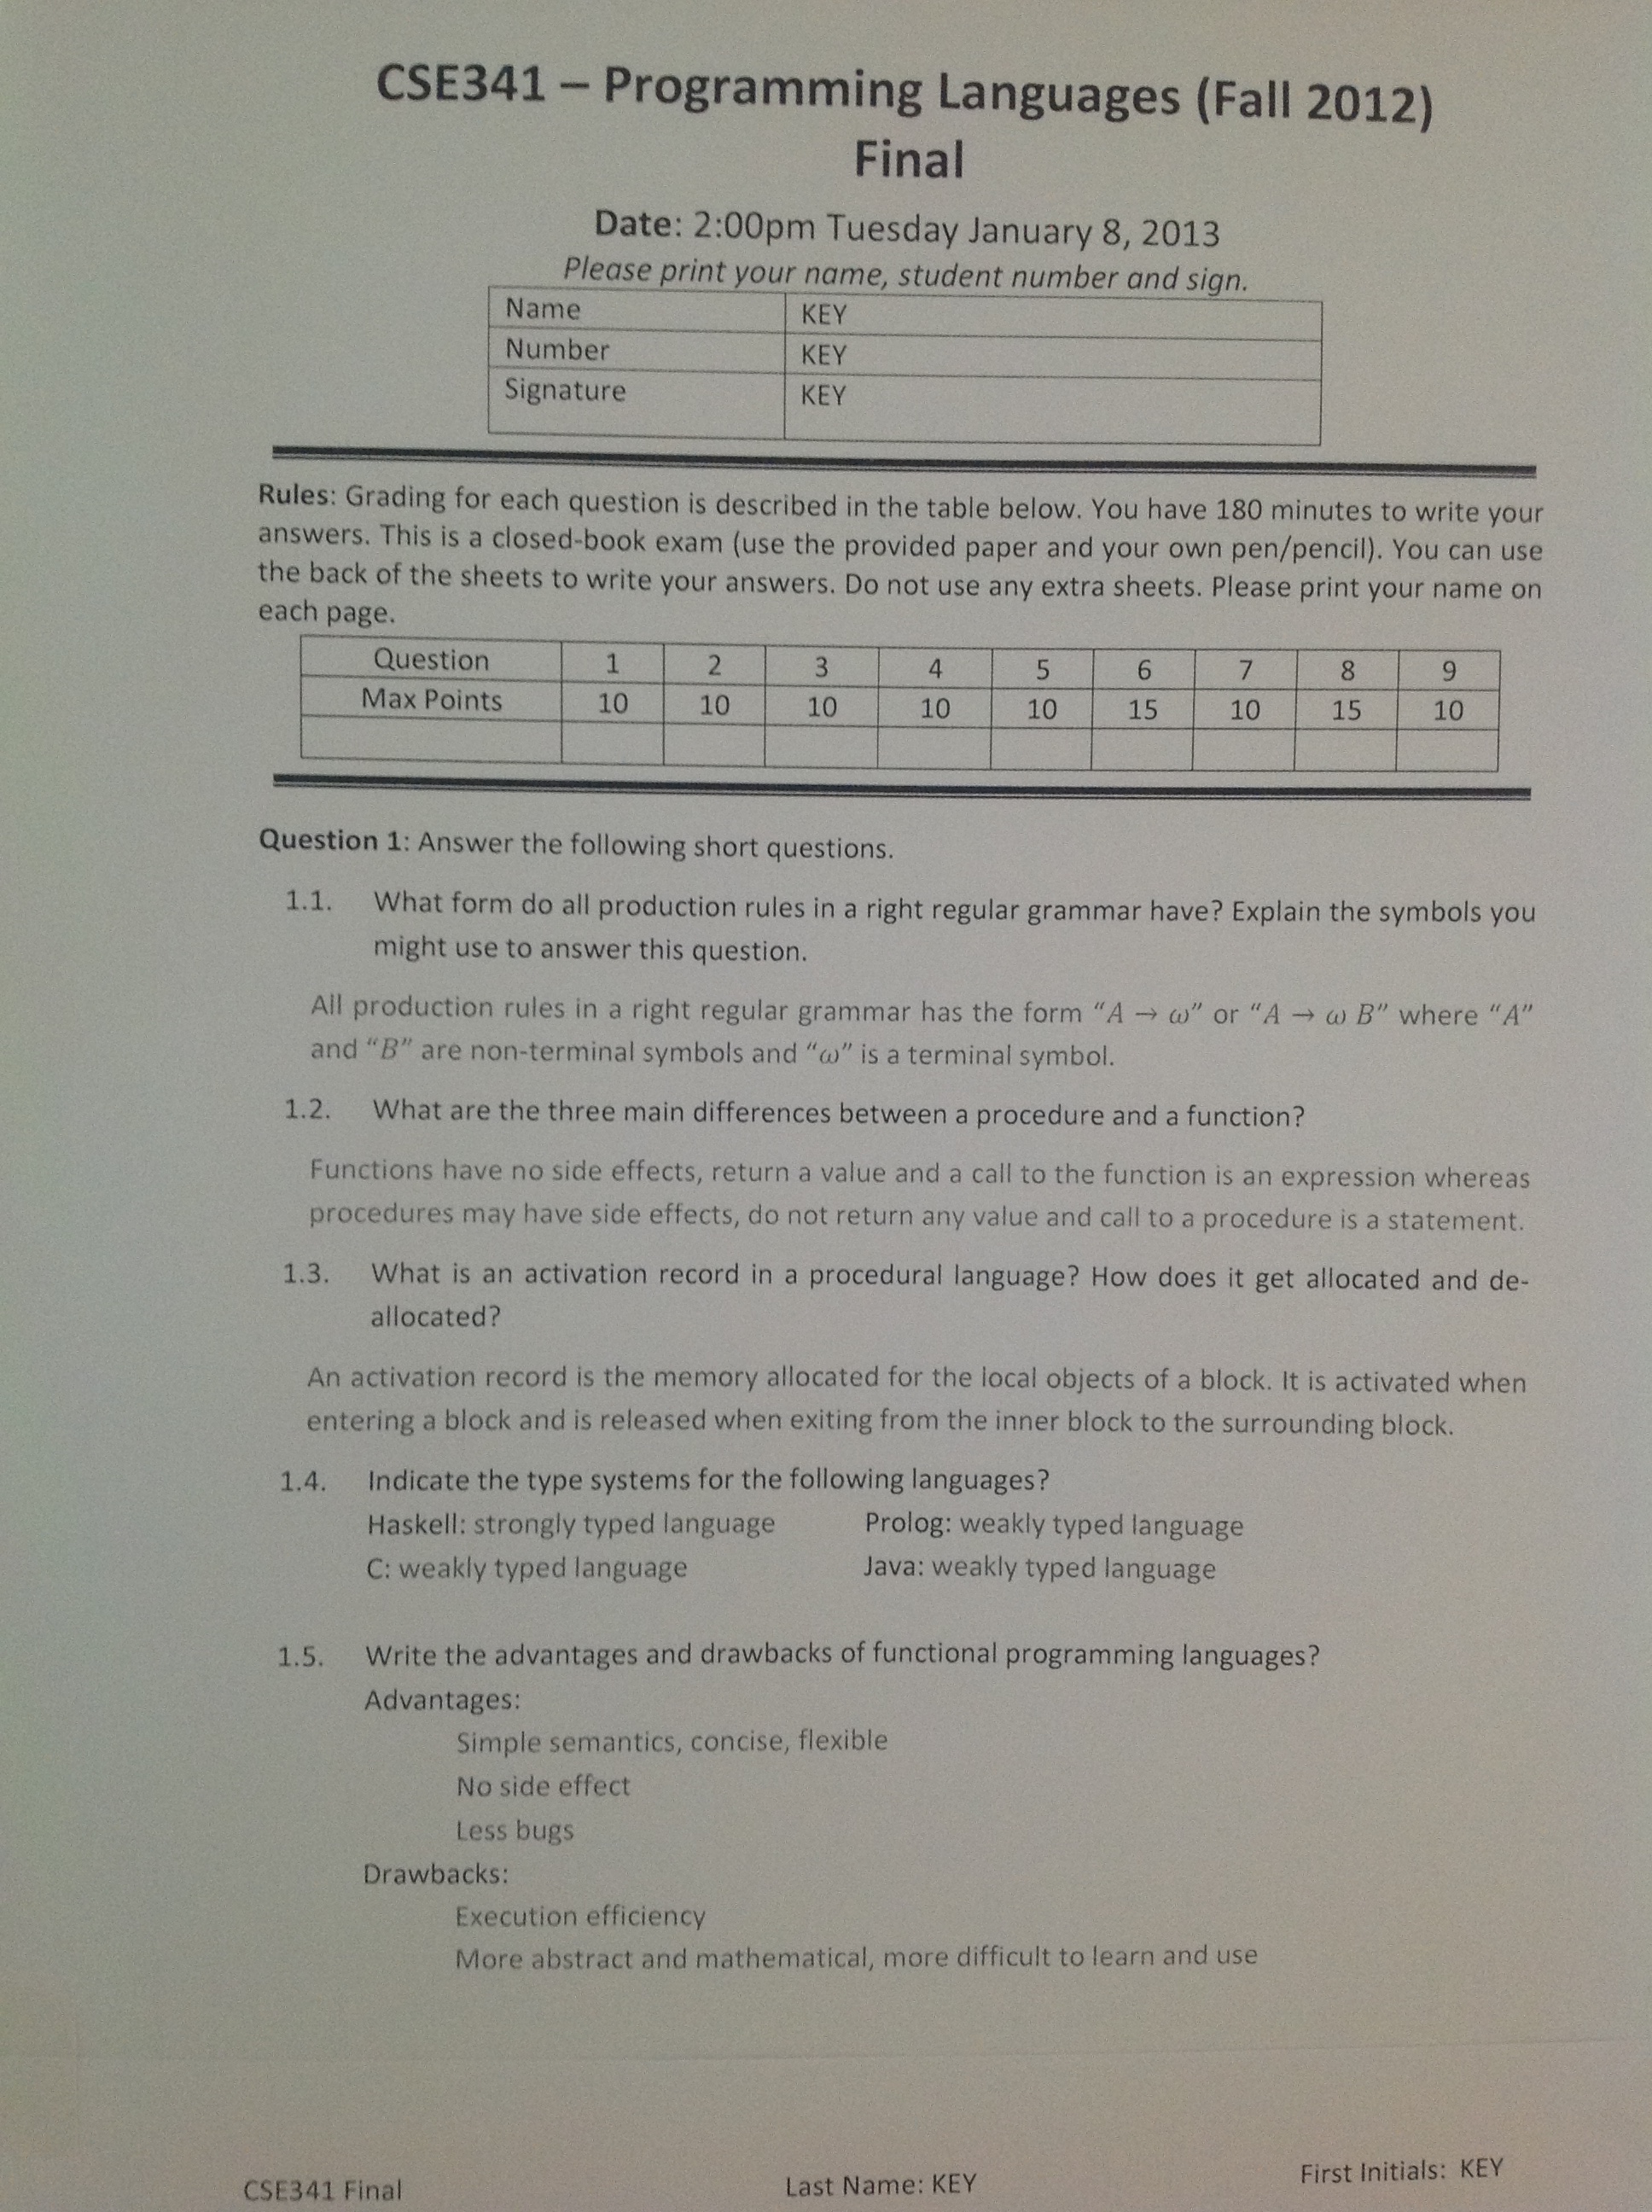 CSE341 – Programming Languages (Fall 2012)
Final
Date: 2:00pm Tuesday January 8, 2013
Please print your name, student number and sign.
Name KEY
Number KEY
Signature KEY
Rules: Grading for each question is described in the table below. You have 180 minutes to write your
answers. This is a closed-book exam (use the provided paper and your own pen/pencil). You can use
the back of the sheets to write your answers. Do not use any extra sheets. Please print your name on
each page.
Question 1 2 3 4 5 6 7 8 9
Max Points 10 10 10 10 10 15 10 15 10
Question 1: Answer the following short questions.
1.1. What form do all production rules in a right regular grammar have? Explain the symbols you
might use to answer this question.
All production rules in a right regular grammar has the form “A → ω” or “A → ω B” where “A”
and “B” are non-terminal symbols and “ω” is a terminal symbol.
1.2. What are the three main differences between a procedure and a function?
Functions have no side effects, return a value and a call to the function is an expression whereas
procedures may have side effects, do not return any value and call to a procedure is a statement.
1.3. What is an activation record in a procedural language? How does it get allocated and de-
allocated?
An activation record is the memory allocated for the local objects of a block. It is activated when
entering a block and is released when exiting from the inner block to the surrounding block.
1.4. Indicate the type systems for the following languages?
Haskell: strongly typed language Prolog: weakly typed language
C: weakly typed language Java: weakly typed language
1.5. Write the advantages and drawbacks of functional programming languages?
Advantages:
Simple semantics, concise, flexible
No side effect
Less bugs
Drawbacks:
Execution efficiency
More abstract and mathematical, more difficult to learn and use
CSE341 Final Last Name: KEY First Initials: KEY